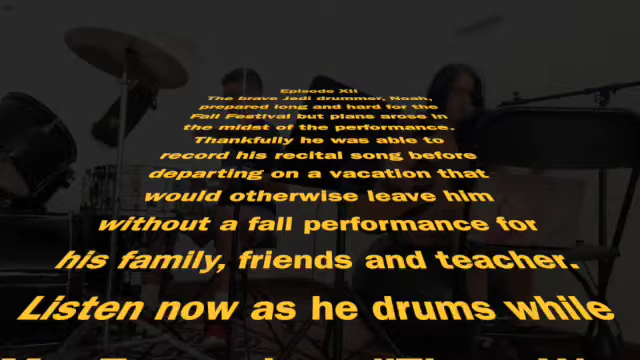 Episode XII
The brave Jedi drummer, Noah,
prepared long and hard for the
Fall Festival but plans arose in
the midst of the performance.
Thankfully he was able to
record his recital song before
departing on a vacation that
would otherwise leave him
without a fall performance for
his family, friends and teacher.
Listen now as he drums while